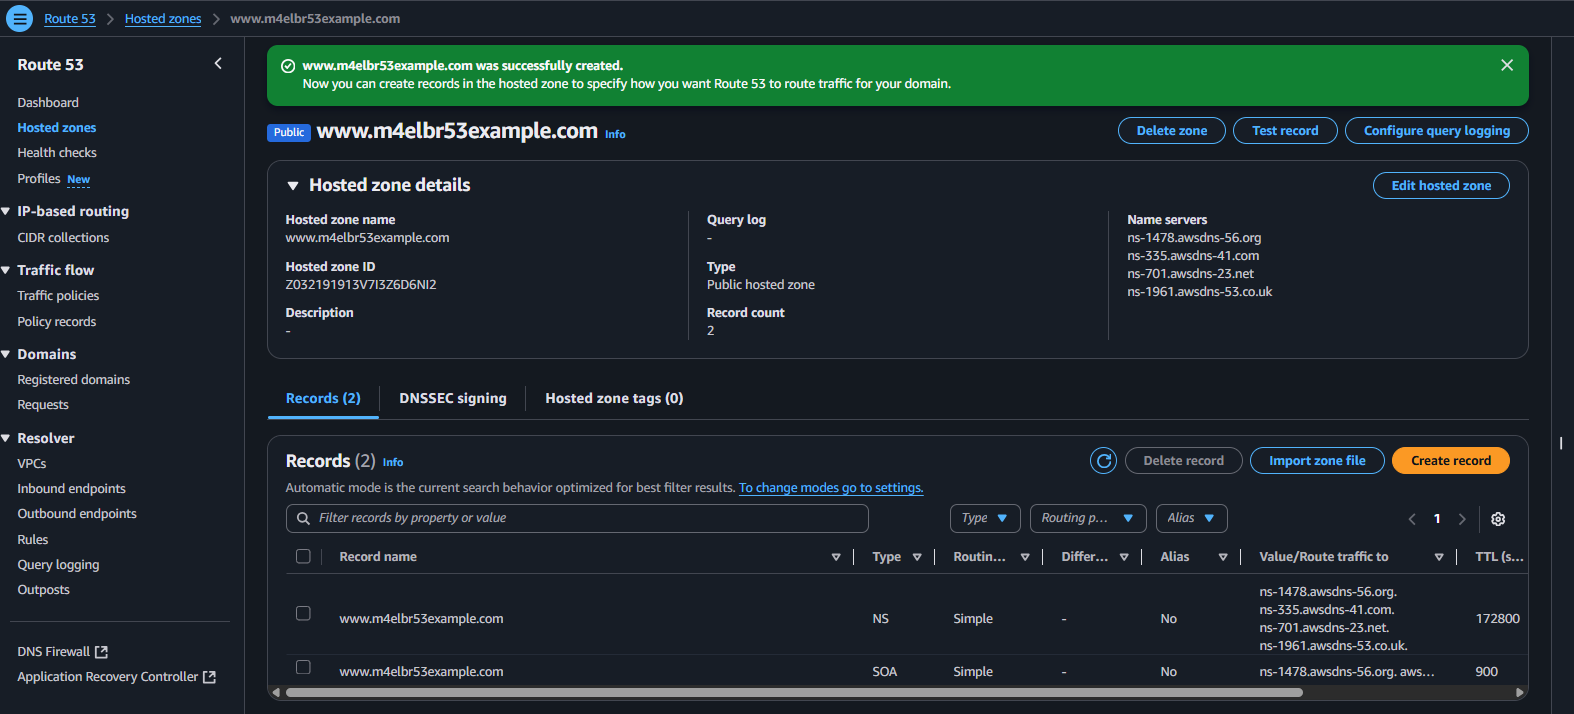 Route 53 > Hosted zones > www.m4elbr53example.com
Route 53
Dashboard
Hosted zones
Health checks
Profiles New
IP-based routing
CIDR collections
Traffic flow
Traffic policies
Policy records
Domains
Registered domains
Requests
Resolver
VPCs
Inbound endpoints
Outbound endpoints
Rules
Query logging
Outposts
DNS Firewall
Application Recovery Controller
www.m4elbr53example.com was successfully created.
Now you can create records in the hosted zone to specify how you want Route 53 to route traffic for your domain.
Public www.m4elbr53example.com Info
Delete zone Test record Configure query logging
Hosted zone details
Edit hosted zone
Hosted zone name
www.m4elbr53example.com
Hosted zone ID
Z032191913V7I3Z6D6NI2
Description
-
Query log
-
Type
Public hosted zone
Record count
2
Name servers
ns-1478.awsdns-56.org
ns-335.awsdns-41.com
ns-701.awsdns-23.net
ns-1961.awsdns-53.co.uk
Records (2) DNSSEC signing Hosted zone tags (0)
Records (2) Info
Delete record Import zone file Create record
Automatic mode is the current search behavior optimized for best filter results. To change modes go to settings.
Filter records by property or value
Type Routing p... Alias
1
Record name Type Routin... Differ... Alias Value/Route traffic to TTL (s...
www.m4elbr53example.com NS Simple - No
ns-1478.awsdns-56.org.
ns-335.awsdns-41.com.
ns-701.awsdns-23.net.
ns-1961.awsdns-53.co.uk.
172800
www.m4elbr53example.com SOA Simple - No ns-1478.awsdns-56.org. aws... 900